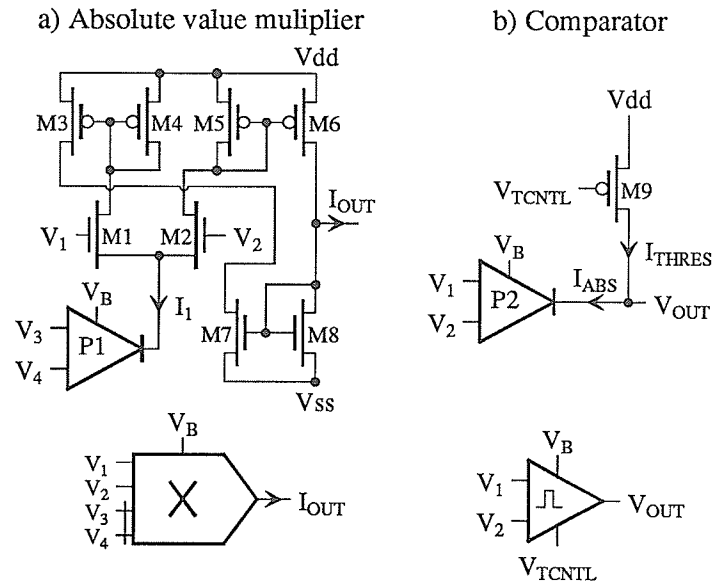 a) Absolute value muliplier
b) Comparator
Vdd
M3
M4
M5
M6
Vdd
VTCNTL
M9
IOUT
V1
M1
M2
V2
ITHRES
VB
I1
V3
P1
V4
M7
M8
Vss
VB
V1
P2
V2
IABS
VOUT
VB
V1
V2
V3
V4
X
IOUT
VB
V1
V2
VOUT
VTCNTL